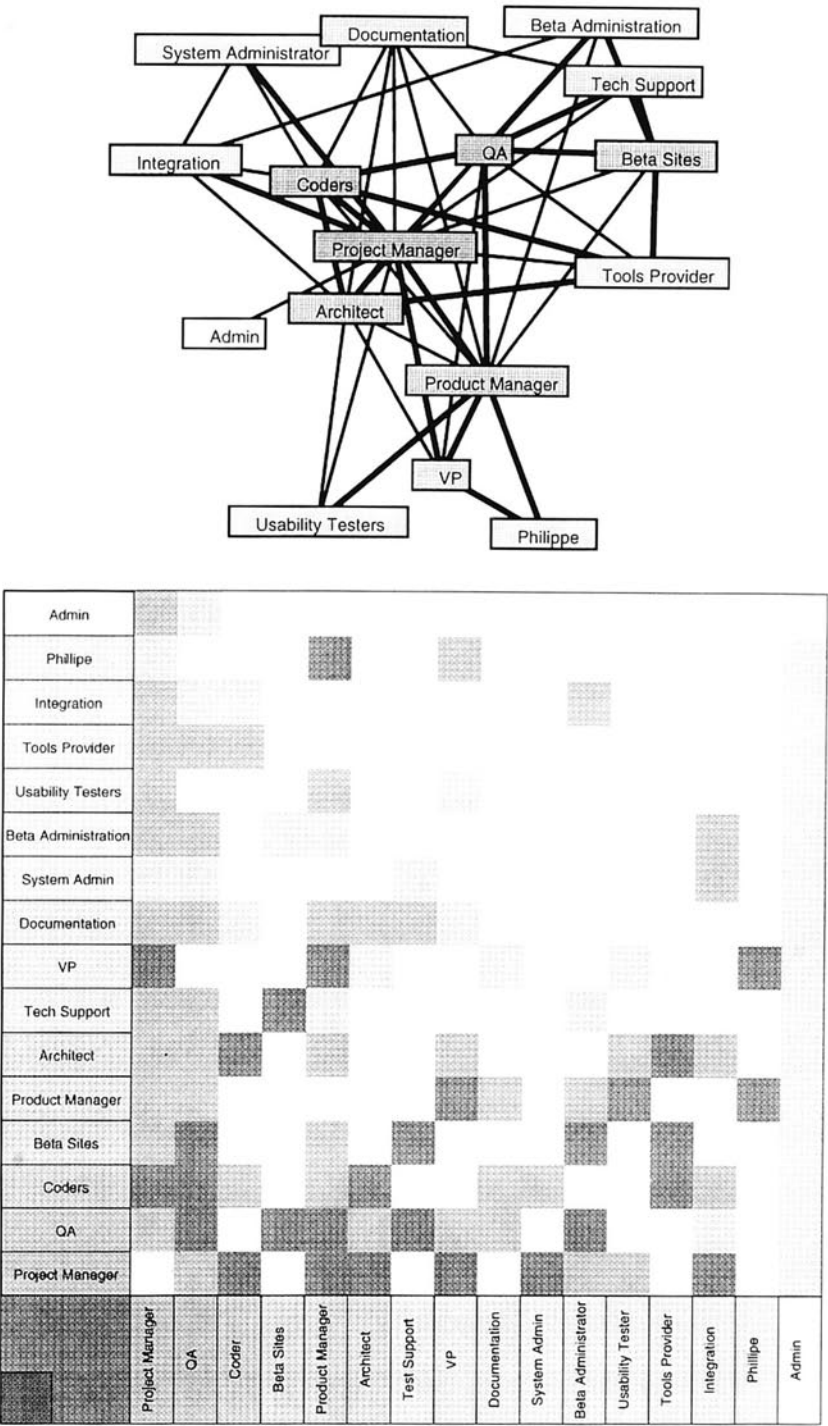 Documentation
Beta Administration
System Administrator
Tech Support
QA
Beta Sites
Integration
Coders
Project Manager
Tools Provider
Architect
Admin
Product Manager
VP
Usability Testers
Philippe
Admin
Phillipe
Integration
Tools Provider
Usability Testers
Beta Administration
System Admin
Documentation
VP
Tech Support
Architect
Product Manager
Beta Sites
Coders
QA
Project Manager
Project Manager
QA
Coder
Beta Sites
Product Manager
Architect
Test Support
VP
Documentation
System Admin
Beta Administrator
Usability Tester
Tools Provider
Integration
Phillipe
Admin